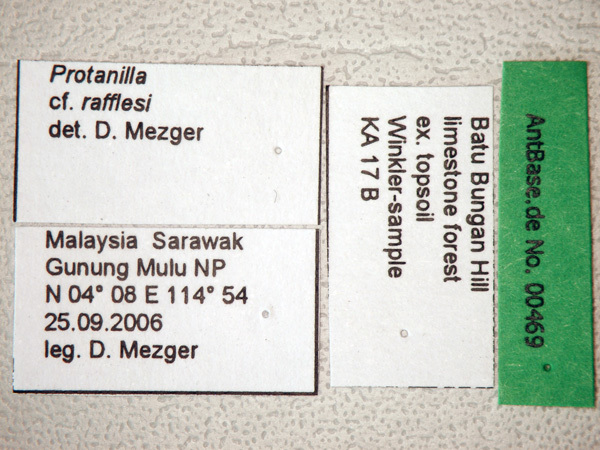 Protanilla
cf. rafflesi
det. D. Mezger
Malaysia Sarawak
Gunung Mulu NP
N 04° 08 E 114° 54
25.09.2006
leg. D. Mezger
Batu Bungan Hill
limestone forest
ex. topsoil
Winkler-sample
KA 17 B
AntBase.de No. 00469